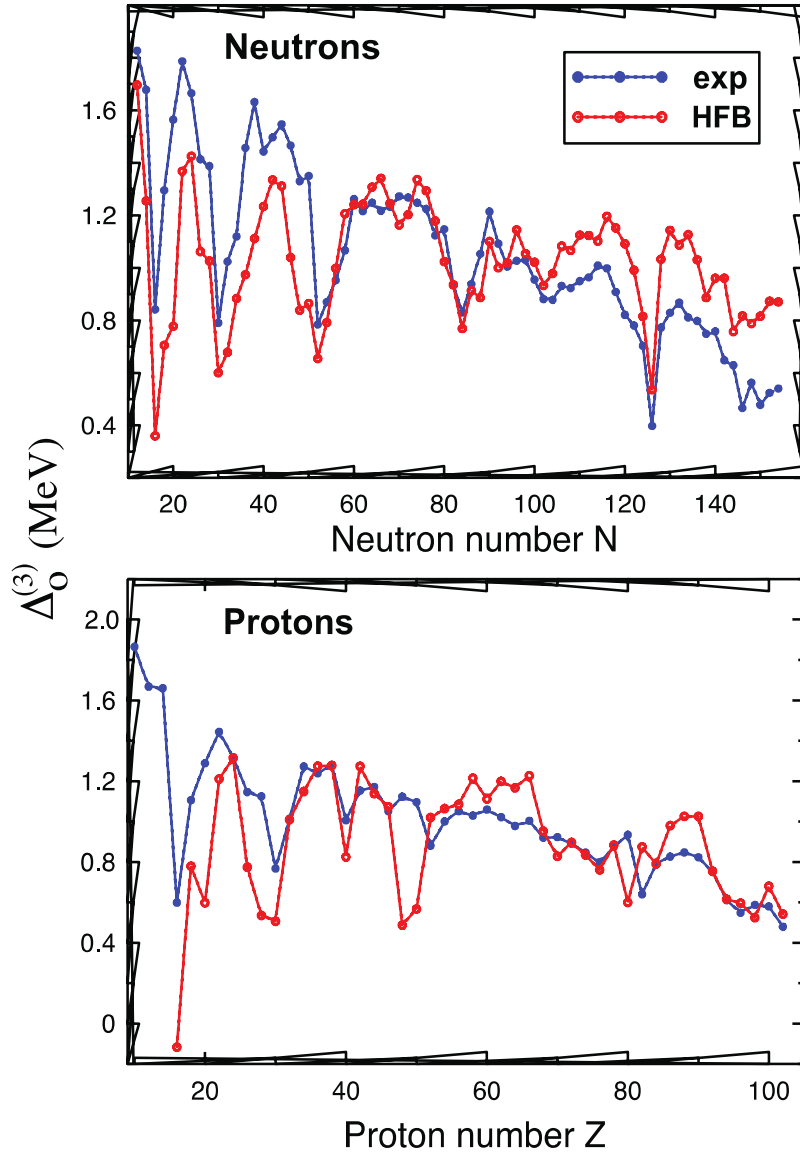 Neutrons
exp
HFB
1.6
1.2
0.8
0.4
20 40 60 80 100 120 140
Neutron number N
Δ_O^(3) (MeV)
Protons
2.0
1.6
1.2
0.8
0.4
0
20 40 60 80 100
Proton number Z